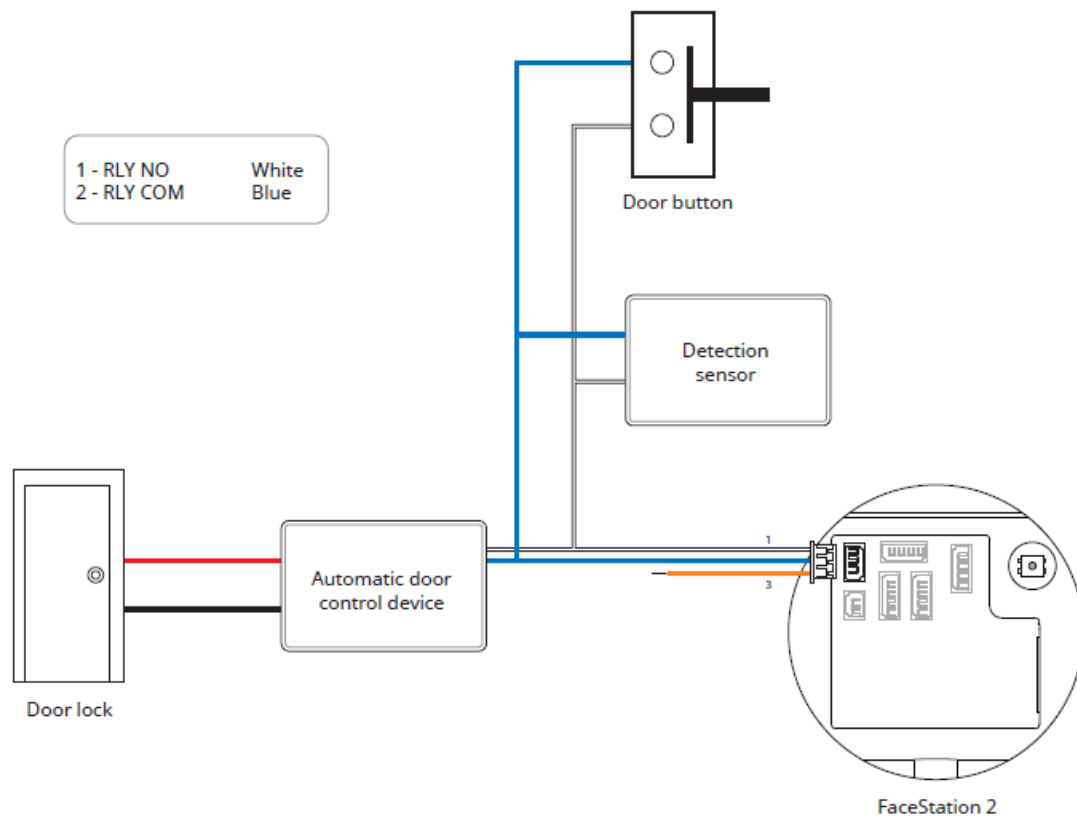 1 - RLY NO White
2 - RLY COM Blue
Door button
Detection
sensor
1
3
Automatic door
control device
Door lock
FaceStation 2